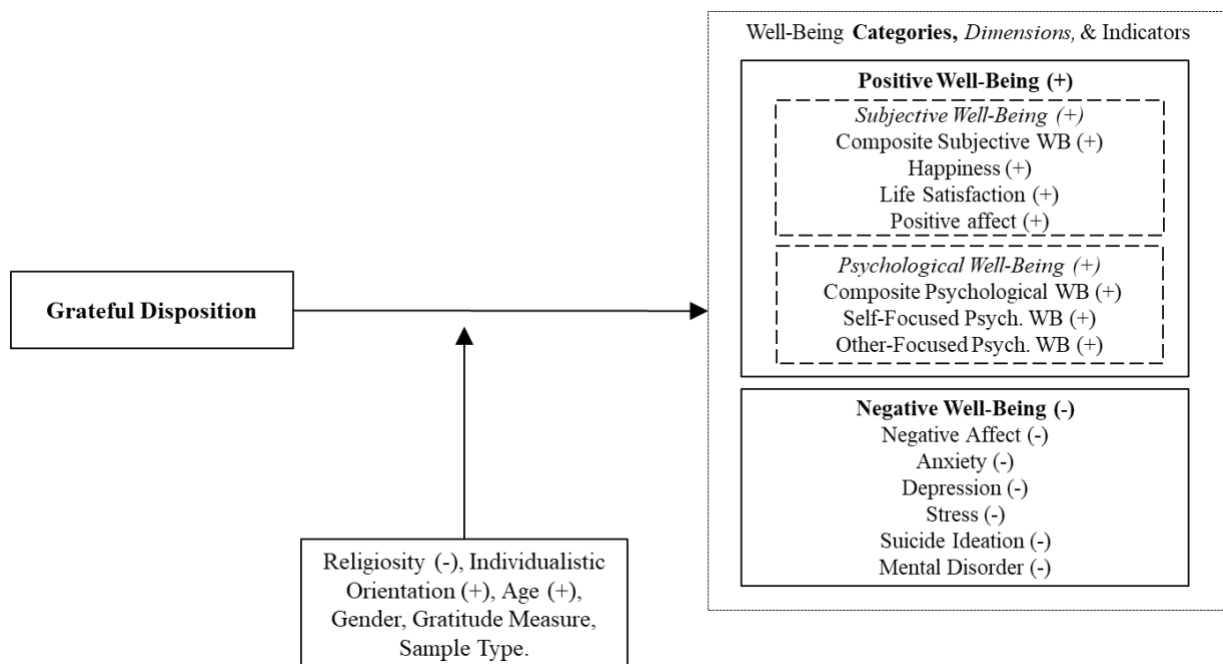 Well-Being Categories, Dimensions, & Indicators
Positive Well-Being (+)
Subjective Well-Being (+)
Composite Subjective WB (+)
Happiness (+)
Life Satisfaction (+)
Positive affect (+)
Psychological Well-Being (+)
Composite Psychological WB (+)
Self-Focused Psych. WB (+)
Other-Focused Psych. WB (+)
Grateful Disposition
Negative Well-Being (-)
Negative Affect (-)
Anxiety (-)
Depression (-)
Stress (-)
Suicide Ideation (-)
Mental Disorder (-)
Religiosity (-), Individualistic
Orientation (+), Age (+),
Gender, Gratitude Measure,
Sample Type.